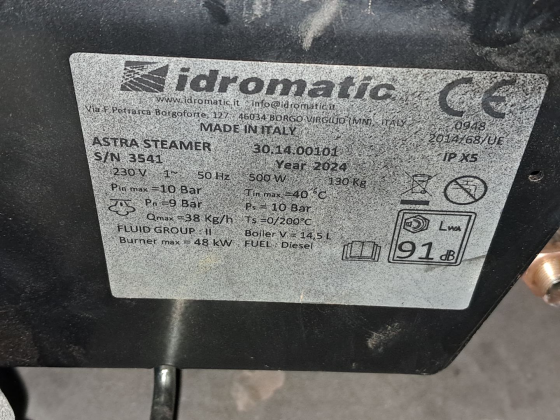 idromatic
www.idromatic.it info@idromatic.it
Via F.Petrarca Borgoforte, 127 46034 BORGO VIRGILIO (MN), ITALY
MADE IN ITALY
CE
0948
2014/68/UE
ASTRA STEAMER 30.14.00101
S/N 3541 Year 2024 IP X5
230 V 1~ 50 Hz 500 W 130 Kg
Pin max =10 Bar Tin max =40 °C
Pn =9 Bar Ps = 10 Bar
Qmax =38 Kg/h Ts =0/200°C
FLUID GROUP : II Boiler V = 14,5 L
Burner max = 48 kW FUEL : Diesel
LWA
91 dB